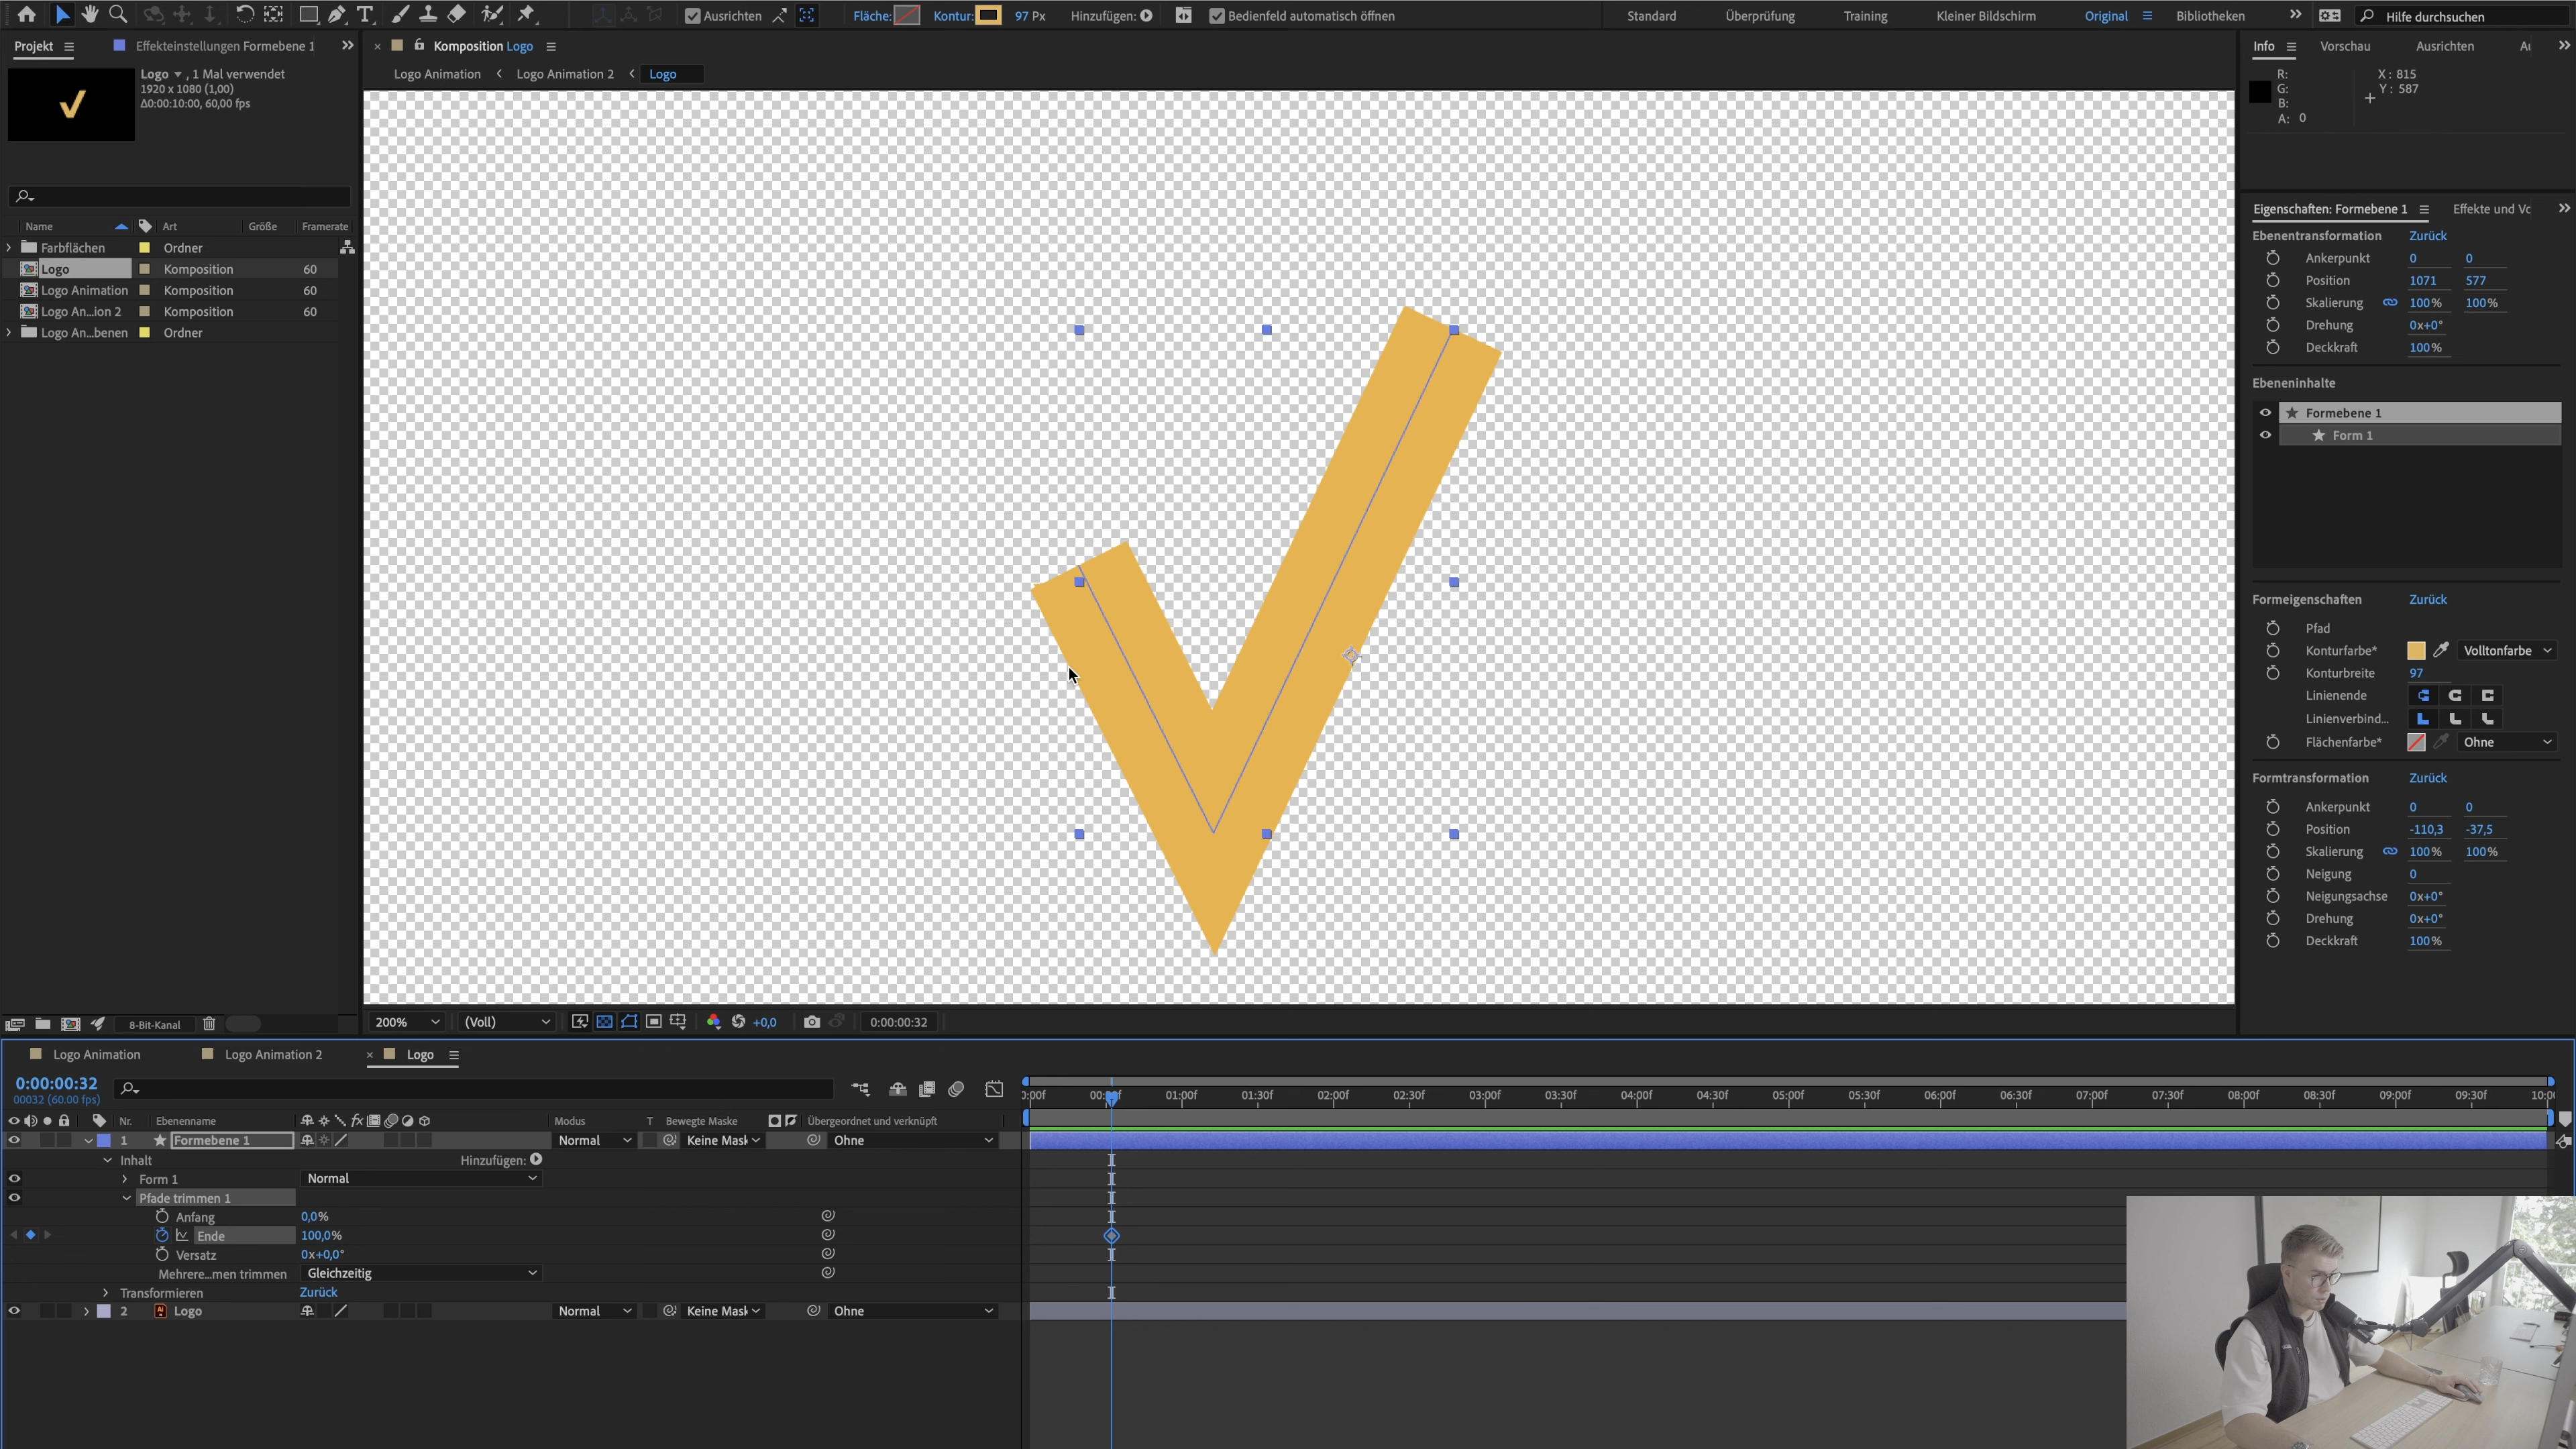 Ausrichten
Fläche:
Kontur:
97 Px
Hinzufügen:
Bedienfeld automatisch öffnen
Standard
Überprüfung
Training
Kleiner Bildschirm
Original
Bibliotheken
Hilfe durchsuchen
Projekt
Effekteinstellungen Formebene 1
Komposition Logo
Logo Animation
Logo Animation 2
Logo
Logo , 1 Mal verwendet
1920 x 1080 (1,00)
Δ0:00:10:00, 60,00 fps
Name
Art
Größe
Framerate
Farbflächen
Ordner
Logo
Komposition
60
Logo Animation
Komposition
60
Logo An...ion 2
Komposition
60
Logo An...benen
Ordner
8-Bit-Kanal
200%
(Voll)
+0,0
0:00:00:32
Info
Vorschau
Ausrichten
R:
G:
B:
A: 0
X: 815
Y: 587
Eigenschaften: Formebene 1
Effekte und Vc
Ebenentransformation Zurück
Ankerpunkt 0 0
Position 1071 577
Skalierung 100% 100%
Drehung 0x+0°
Deckkraft 100%
Ebeneninhalte
Formebene 1
Form 1
Formeigenschaften Zurück
Pfad
Konturfarbe* Volltonfarbe
Konturbreite 97
Linienende
Linienverbind...
Flächenfarbe* Ohne
Formtransformation Zurück
Ankerpunkt 0 0
Position -110,3 -37,5
Skalierung 100% 100%
Neigung 0
Neigungsachse 0x+0°
Drehung 0x+0°
Deckkraft 100%
Logo Animation
Logo Animation 2
Logo
0:00:00:32
00032 (60.00 fps)
Nr.
Ebenenname
fx
Modus
T
Bewegte Maske
Übergeordnet und verknüpft
01:00f 01:30f 02:00f 02:30f 03:00f 03:30f 04:00f 04:30f 05:00f 05:30f 06:00f 06:30f 07:00f 07:30f 08:00f 08:30f 09:00f 09:30f
1 Formebene 1 Normal Keine Mask Ohne
Inhalt Hinzufügen:
Form 1 Normal
Pfade trimmen 1
Anfang 0,0%
Ende 100,0%
Versatz 0x+0,0°
Mehrere...men trimmen Gleichzeitig
Transformieren Zurück
2 Ai Logo Normal Keine Mask Ohne